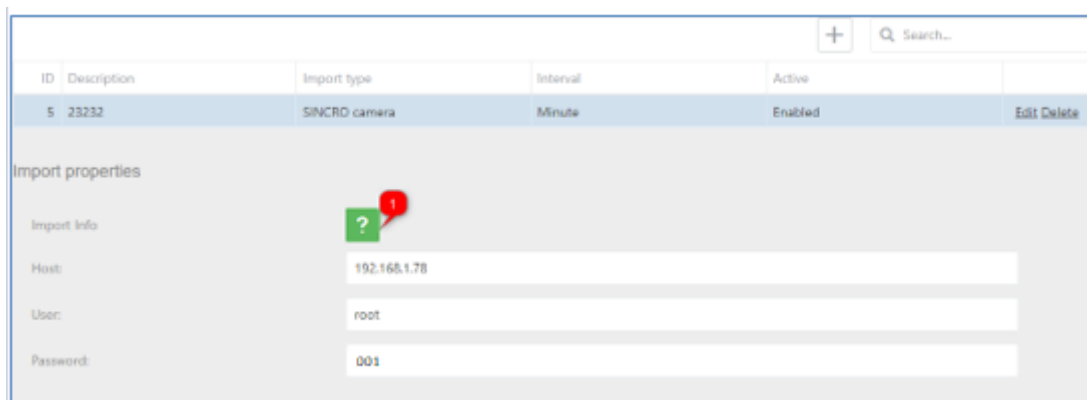 Search...
ID Description Import type Interval Active
5 23232 SINCRO camera Minute Enabled Edit Delete
Import properties
1
Import Info ?
Host: 192.168.1.78
User: root
Password: 001